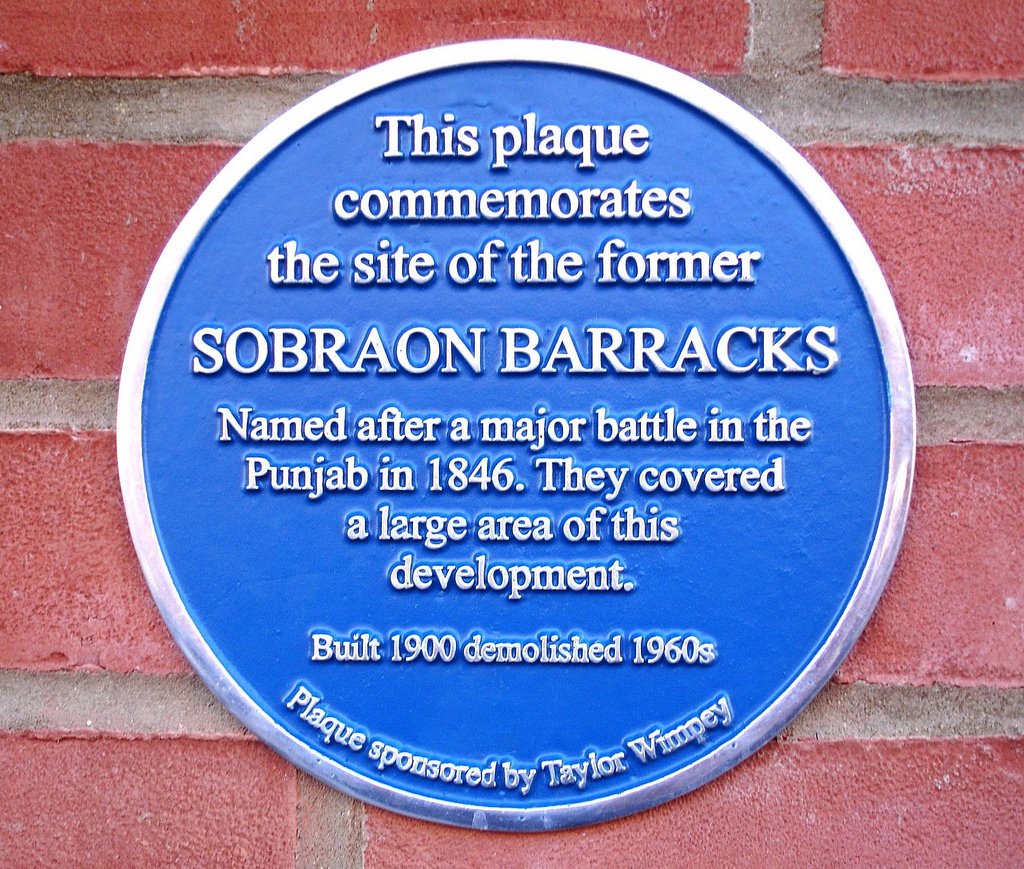 This plaque
commemorates
the site of the former
SOBRAON BARRACKS
Named after a major battle in the
Punjab in 1846. They covered
a large area of this
development.
Built 1900 demolished 1960s
Plaque sponsored by Taylor Wimpey